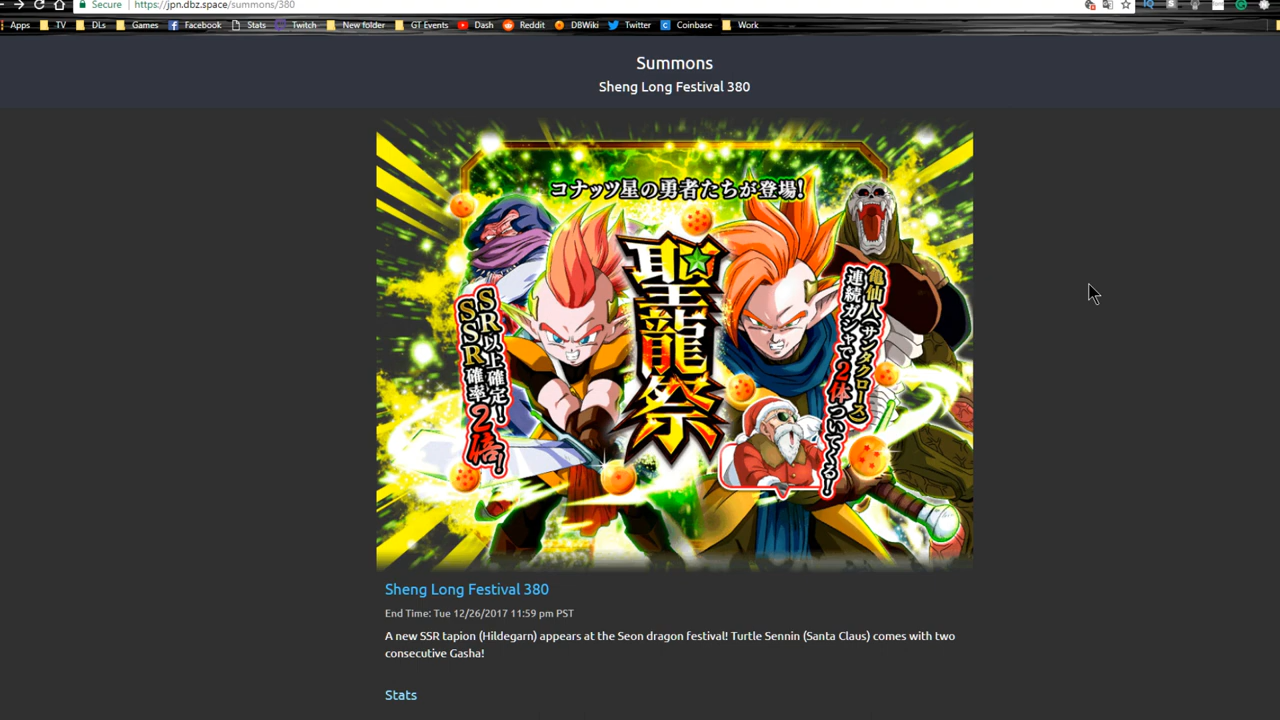 Secure
https://jpn.dbz.space/summons/380
Apps
TV
DLs
Games
Facebook
Stats
Twitch
New folder
GT Events
Dash
Reddit
DBWiki
Twitter
Coinbase
Work
Summons
Sheng Long Festival 380
コナッツ星の勇者たちが登場!
聖龍祭
SR以上確定!
SSR確率2倍!
亀仙人(サンタクロース)
連続ガシャで2体ついてくる!
Sheng Long Festival 380
End Time: Tue 12/26/2017 11:59 pm PST
A new SSR tapion (Hildegarn) appears at the Seon dragon festival! Turtle Sennin (Santa Claus) comes with two
consecutive Gasha!
Stats